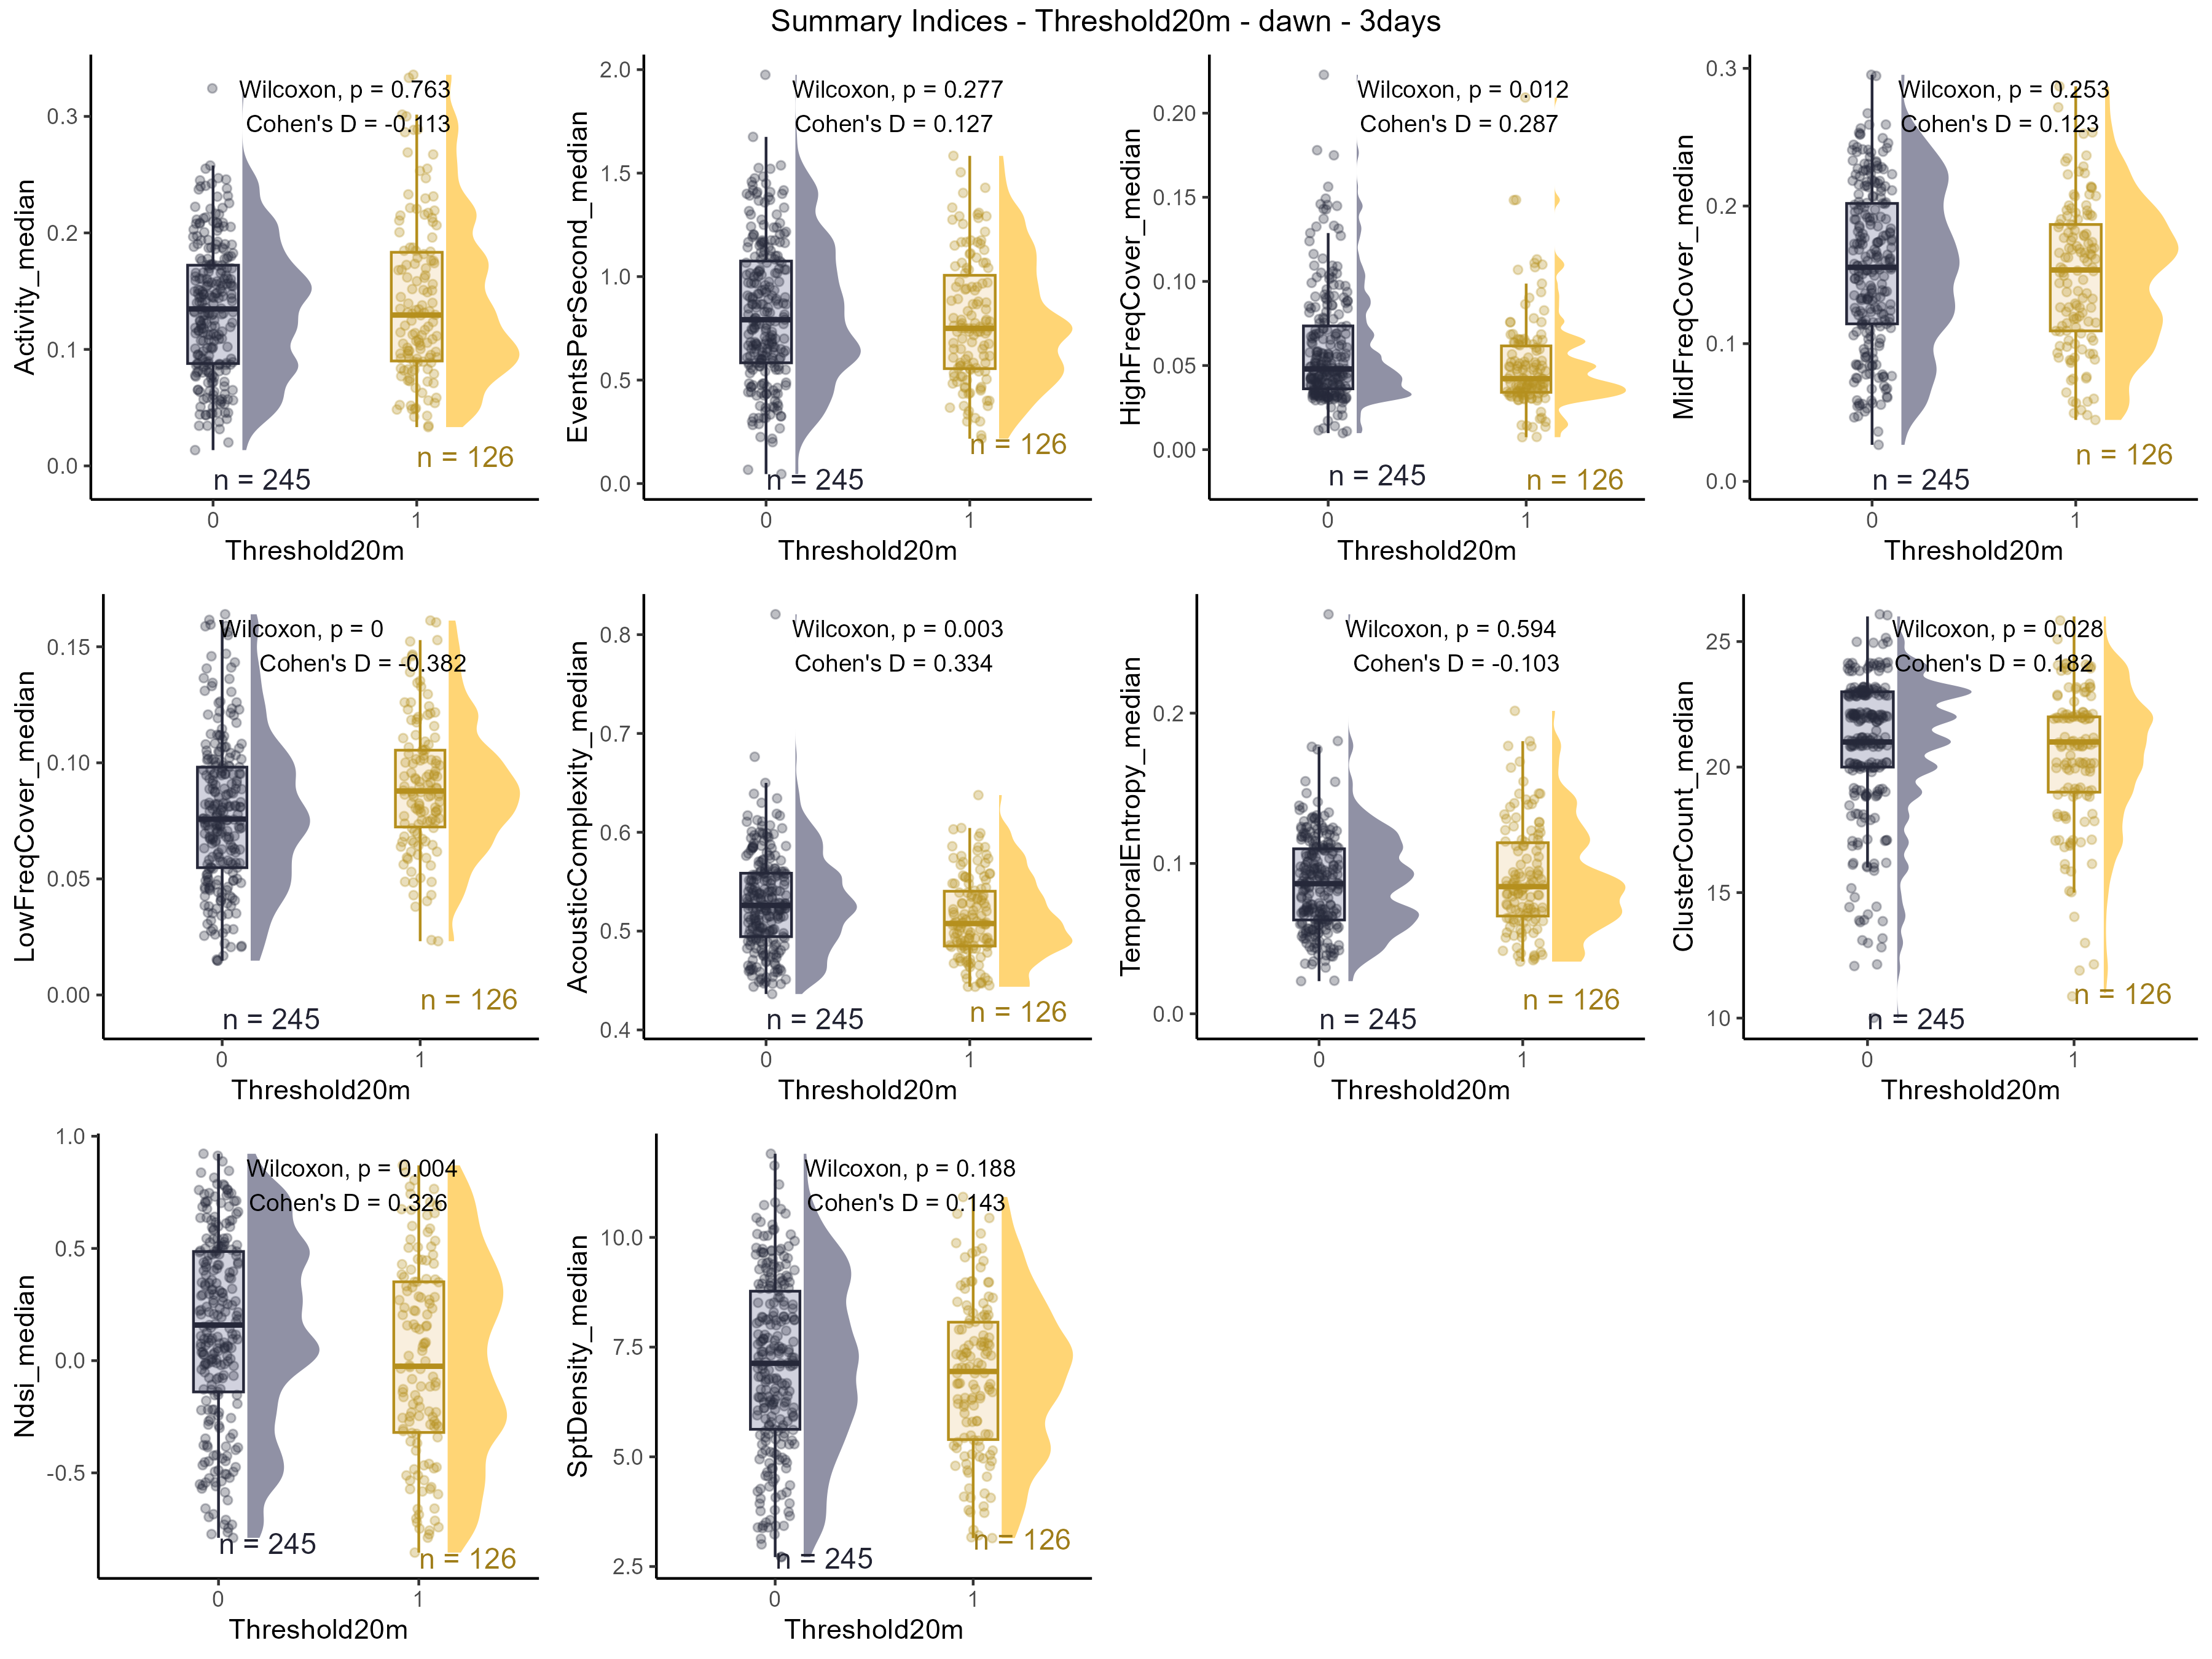 Summary Indices - Threshold20m - dawn - 3days
Activity_median
0.3
0.2
0.1
0.0
Wilcoxon, p = 0.763
Cohen's D = -0.113
n = 245
n = 126
0
1
Threshold20m
EventsPerSecond_median
2.0
1.5
1.0
0.5
0.0
Wilcoxon, p = 0.277
Cohen's D = 0.127
n = 245
n = 126
0
1
Threshold20m
HighFreqCover_median
0.20
0.15
0.10
0.05
0.00
Wilcoxon, p = 0.012
Cohen's D = 0.287
n = 245
n = 126
0
1
Threshold20m
MidFreqCover_median
0.3
0.2
0.1
0.0
Wilcoxon, p = 0.253
Cohen's D = 0.123
n = 245
n = 126
0
1
Threshold20m
LowFreqCover_median
0.15
0.10
0.05
0.00
Wilcoxon, p = 0
Cohen's D = -0.382
n = 245
n = 126
0
1
Threshold20m
AcousticComplexity_median
0.8
0.7
0.6
0.5
0.4
Wilcoxon, p = 0.003
Cohen's D = 0.334
n = 245
n = 126
0
1
Threshold20m
TemporalEntropy_median
0.2
0.1
0.0
Wilcoxon, p = 0.594
Cohen's D = -0.103
n = 245
n = 126
0
1
Threshold20m
ClusterCount_median
25
20
15
10
Wilcoxon, p = 0.028
Cohen's D = 0.182
n = 245
n = 126
0
1
Threshold20m
Ndsi_median
1.0
0.5
0.0
-0.5
Wilcoxon, p = 0.004
Cohen's D = 0.326
n = 245
n = 126
0
1
Threshold20m
SptDensity_median
10.0
7.5
5.0
2.5
Wilcoxon, p = 0.188
Cohen's D = 0.143
n = 245
n = 126
0
1
Threshold20m